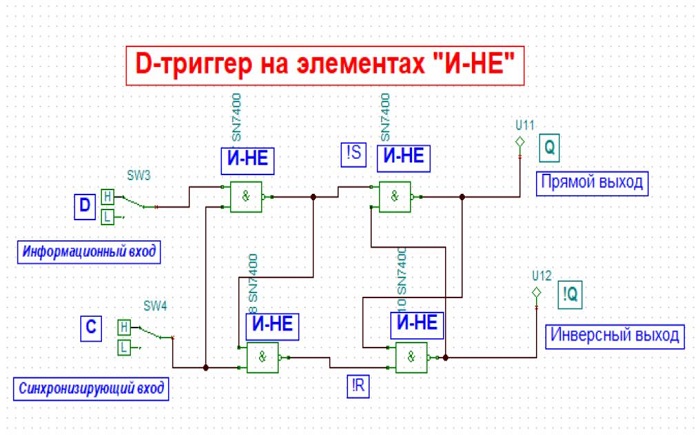 D-триггер на элементах "И-НЕ"
SN7400
SN7400
И-НЕ
!S
И-НЕ
U11
Q
Прямой выход
SW3
D
H
L
&
&
Информационный вход
8 SN7400
10 SN7400
U12
!Q
SW4
C
H
L
И-НЕ
И-НЕ
Инверсный выход
&
&
Синхронизирующий вход
!R